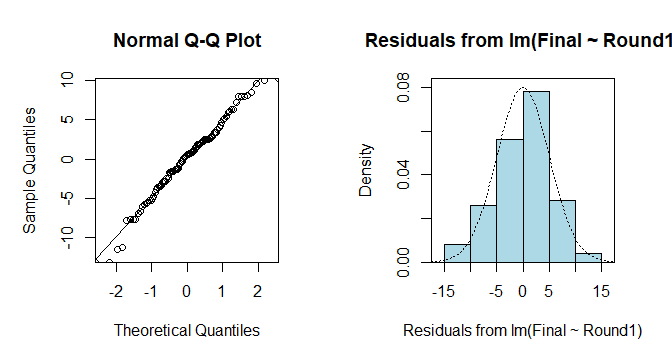 Normal Q-Q Plot
Sample Quantiles
10
5
0
-5
-10
-2 -1 0 1 2
Theoretical Quantiles
Residuals from lm(Final ~ Round1
Density
0.08
0.04
0.00
-15 -5 0 5 15
Residuals from lm(Final ~ Round1)